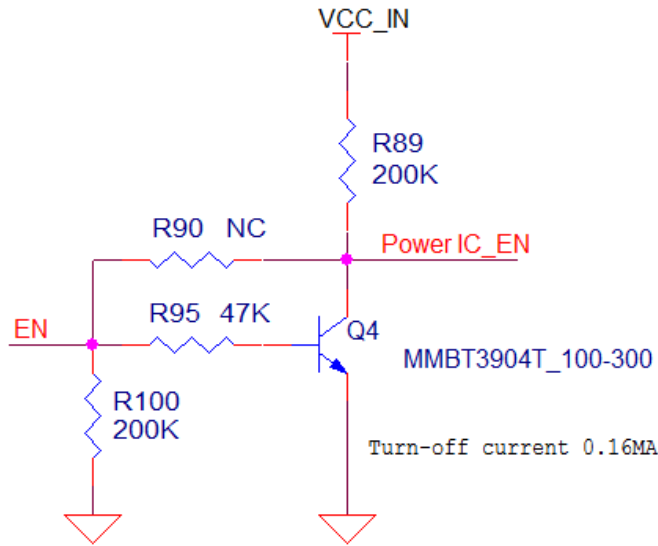 VCC_IN
R89
200K
R90 NC
Power IC_EN
R95 47K
EN
Q4
MMBT3904T_100-300
R100
200K
Turn-off current 0.16MA